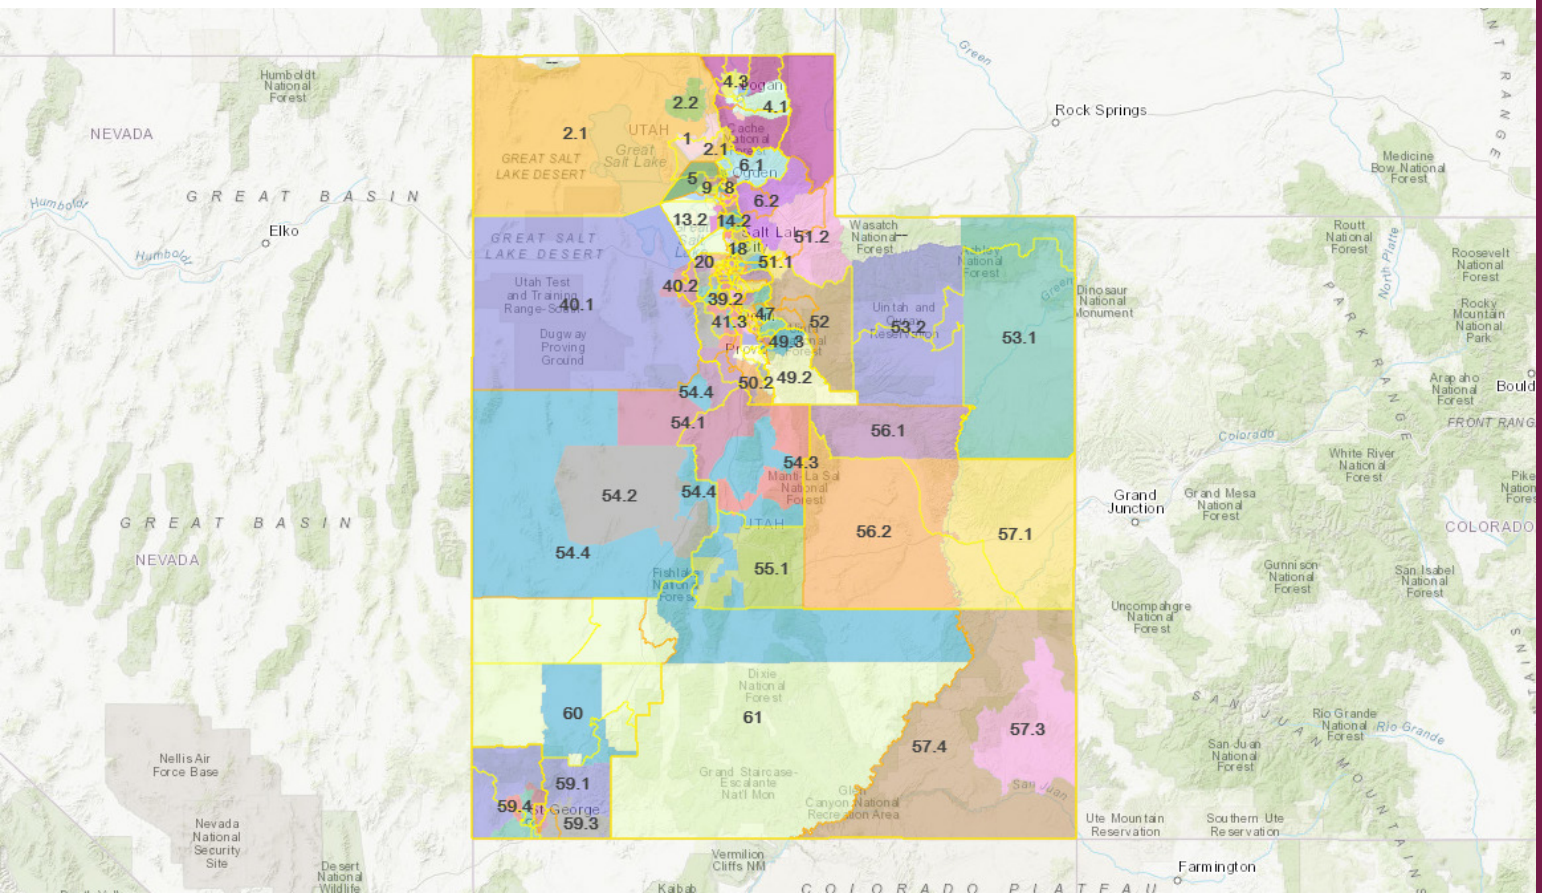 Green
Humboldt
National
Forest
4.3
Logan
2.2
4.1
Rock Springs
NEVADA
2.1
UTAH
1
Cache
National
2.1
GREAT SALT
LAKE DESERT
Great
Salt Lake
6.1
Ogden
Medicine
Bow National
Forest
5
9
8
GREAT BASIN
6.2
Humboldt
13.2
14.2
Elko
GREAT SALT
LAKE DESERT
Salt Lake
City
18
51.2
Wasatch
National
Forest
Routt
National
Forest
North Platte
Roosevelt
National
Forest
Humboldt
20
51.1
National
Forest
Utah Test
and Training
Range-South
40.1
40.2
39.2
Green
Dinosaur
National
Monument
Rocky
Mountain
National
Park
Dugway
Proving
Ground
41.3
47
52
Uintah and
Reservation
53.2
53.1
PARK RANGE
49.3
50.2
49.2
54.4
Arapaho
National
Forest
Bould
54.1
56.1
Colorado
FRONT RANG
54.3
Manti-La Sal
National
Forest
White River
National
Forest
Pike
Nation
Fores
54.2
54.4
Grand
Junction
Grand Mesa
National
Forest
GREAT BASIN
UTAH
56.2
57.1
COLORADO
NEVADA
54.4
55.1
Fishlake
National
Forest
Gunnison
National
Forest
San Isabel
National
Forest
Uncompahgre
National
Forest
Dixie
National
Forest
60
61
57.4
57.3
SAN JUAN MOUNTAINS
Rio Grande
National
Forest
Rio Grande
San Juan
National
Forest
Nellis Air
Force Base
59.1
Grand Staircase-
Escalante
Nat'l Mon
San Juan
59.4
St George
59.3
Glen
Canyon National
Recreation Area
Nevada
National
Security
Site
Ute Mountain
Reservation
Southern Ute
Reservation
Desert
National
Wildlife
Vermilion
Cliffs NM
Farmington
Kaibab
COLORADO PLATEAU